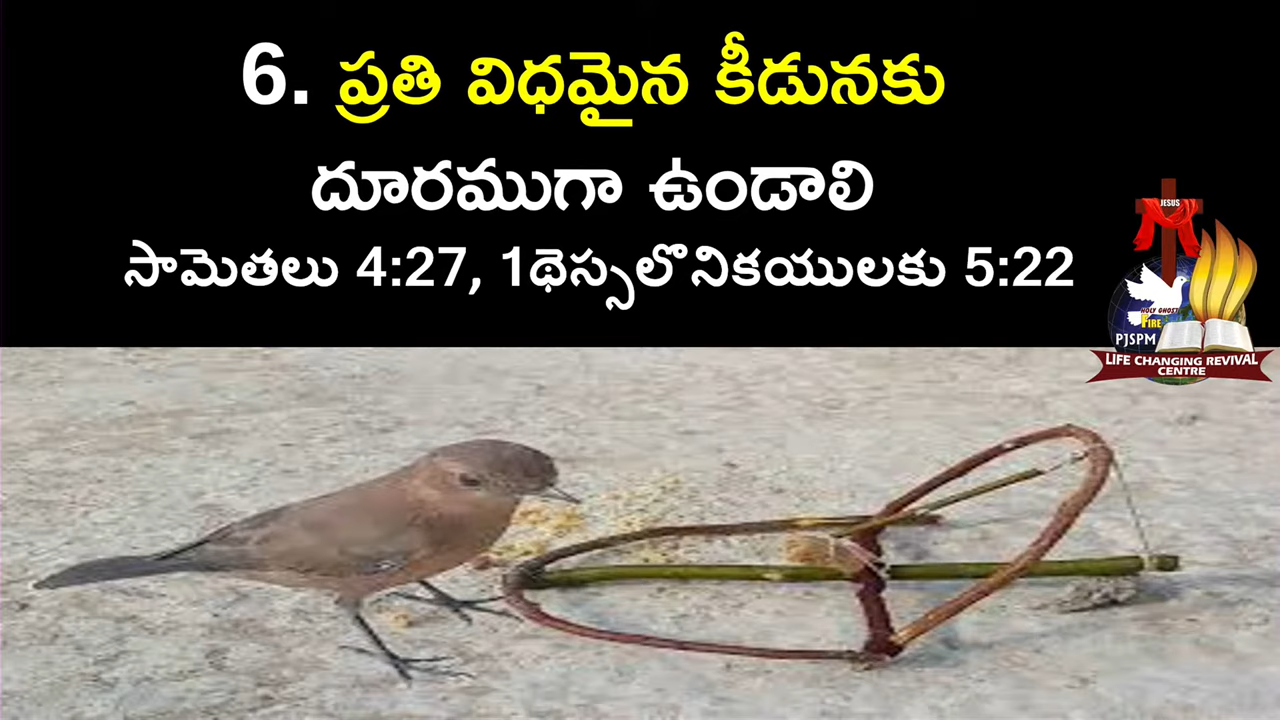 6. ప్రతి విధమైన కీడునకు
దూరముగా ఉండాలి
సామెతలు 4:27, 1థెస్సలొనికయులకు 5:22
JESUS
HOLY GHOST
FIRE
PJSPM
LIFE CHANGING REVIVAL
CENTRE